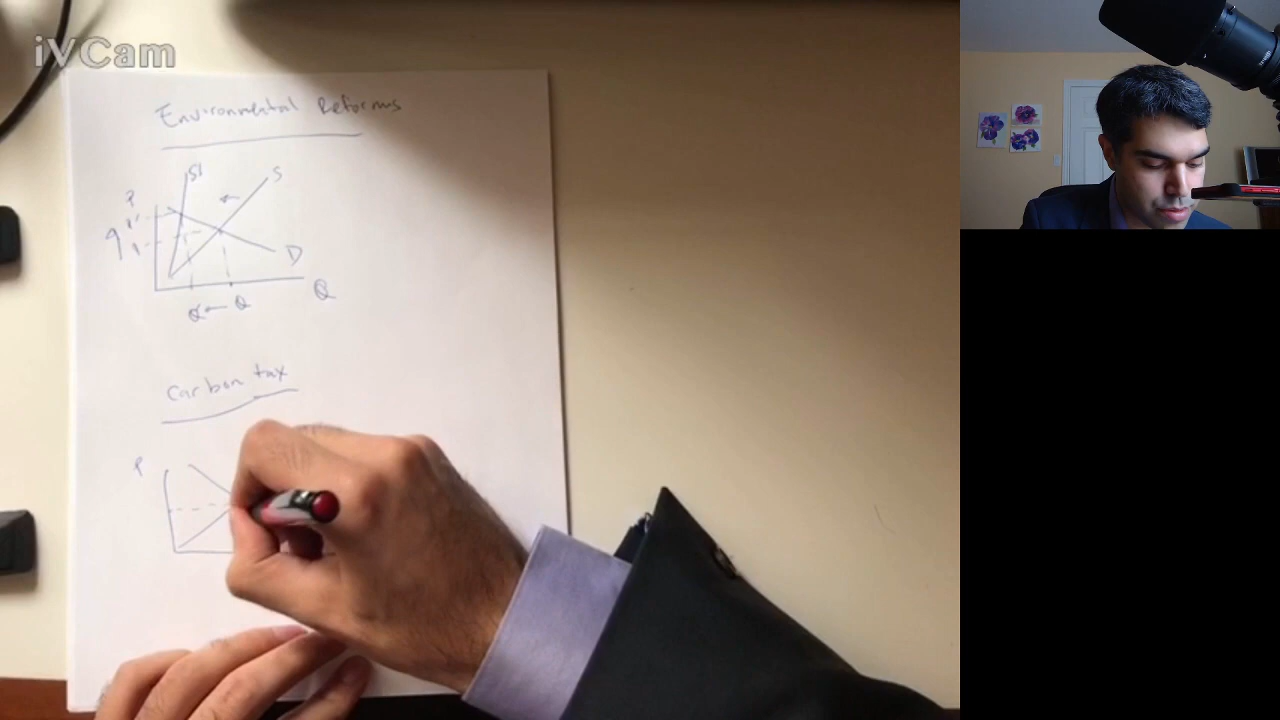 iVCam
Environmental Reforms
S1 S
P
D
Q ← Q Q
Carbon tax
P